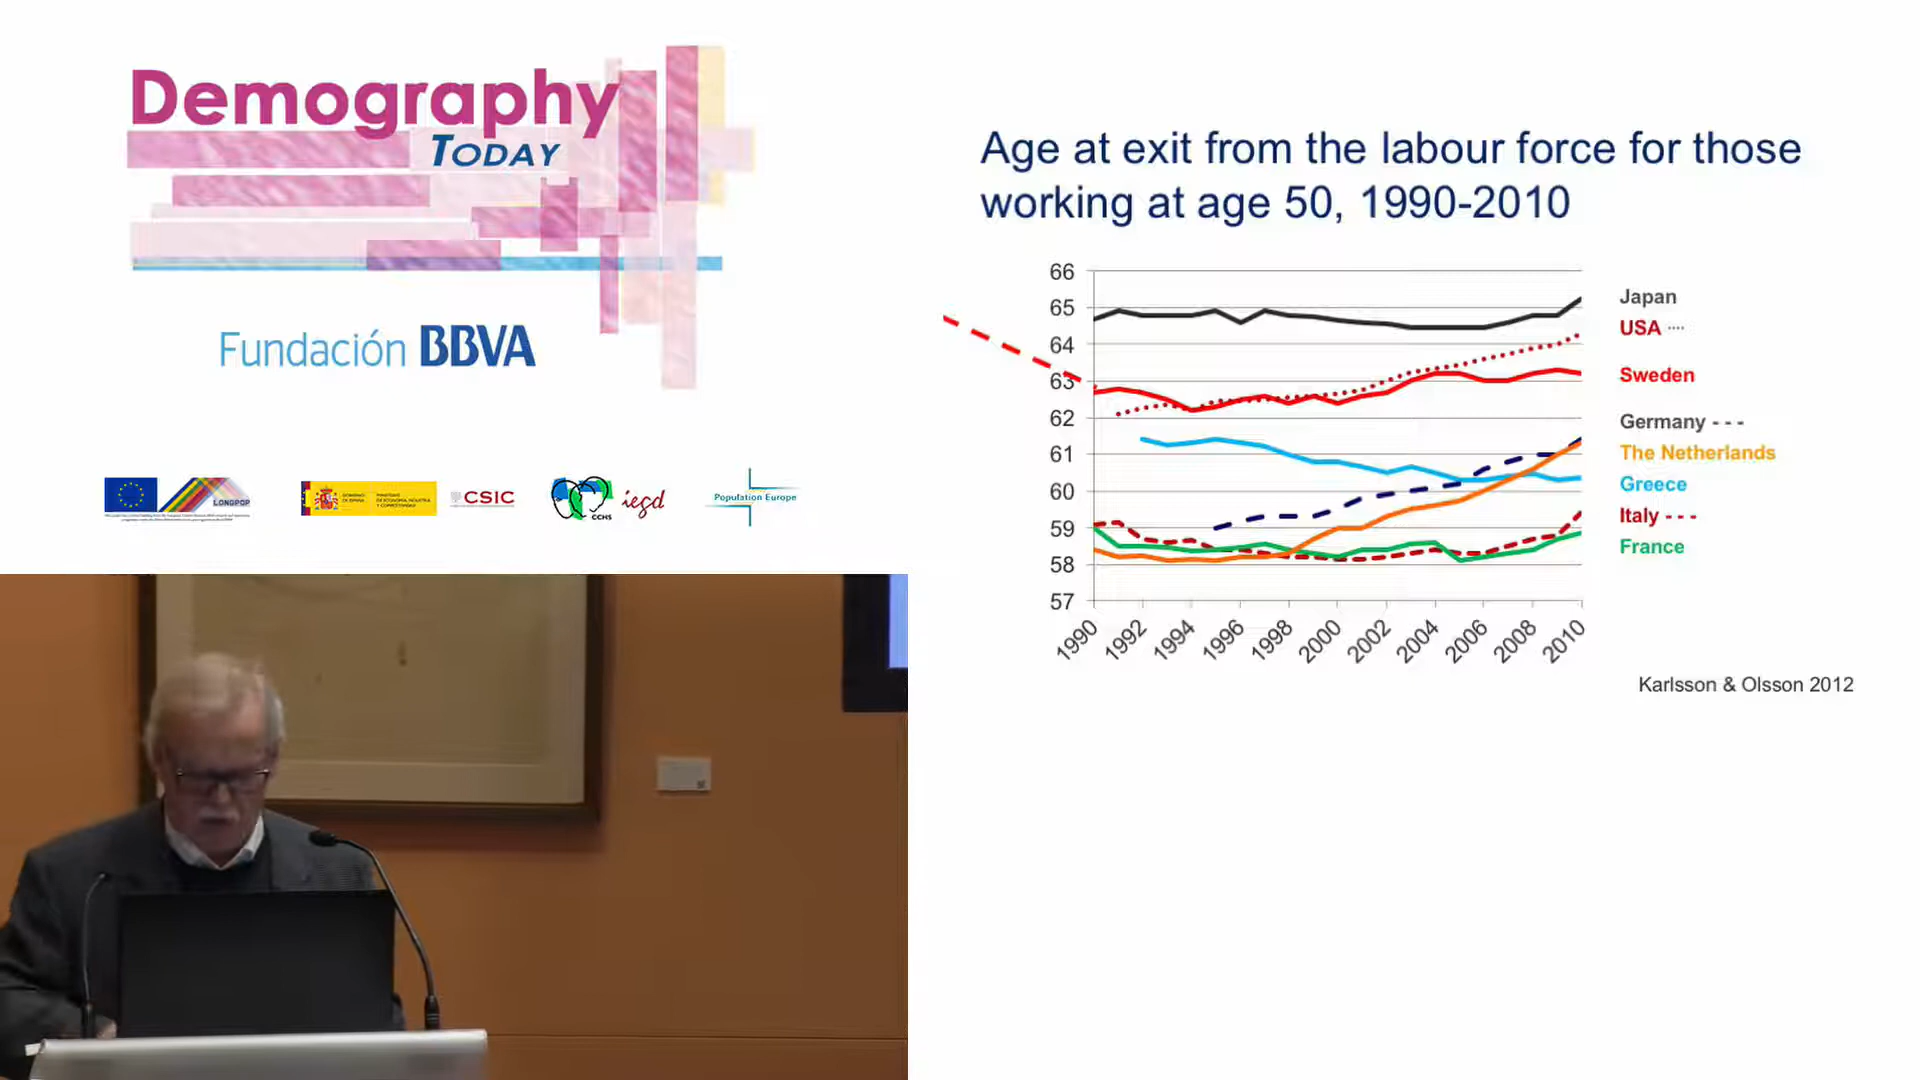 Demography
TODAY
Fundación BBVA
LONGPOP
CSIC
CCHS
iegd
Population Europe
Age at exit from the labour force for those
working at age 50, 1990-2010
66
65
64
63
62
61
60
59
58
57
1990 1992 1994 1996 1998 2000 2002 2004 2006 2008 2010
Japan
USA
Sweden
Germany
The Netherlands
Greece
Italy
France
Karlsson & Olsson 2012